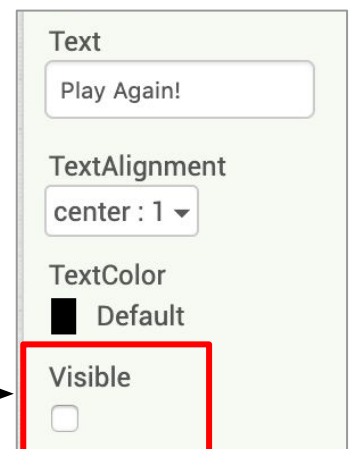 Text
Play Again!
TextAlignment
center : 1
TextColor
Default
Visible